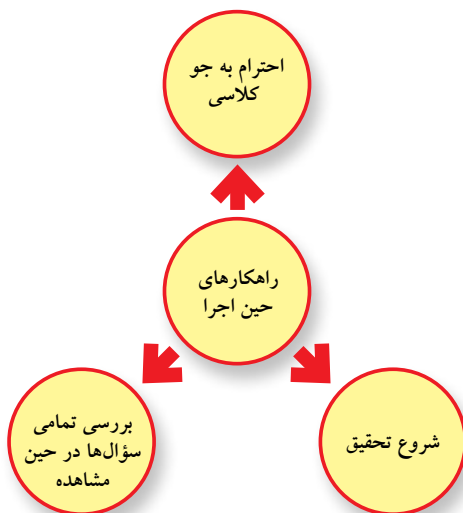 احترام به جو
کلاسی
راهکارهای
حین اجرا
شروع تحقیق
بررسی تمامی
سؤال‌ها در حین
مشاهده